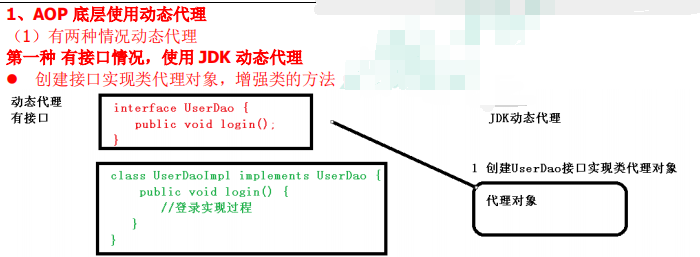 1、AOP 底层使用动态代理
（1）有两种情况动态代理
第一种 有接口情况，使用 JDK 动态代理
● 创建接口实现类代理对象，增强类的方法
动态代理
有接口
interface UserDao {
public void login();
}
class UserDaoImpl implements UserDao {
public void login() {
//登录实现过程
}
}
JDK动态代理
1 创建UserDao接口实现类代理对象
代理对象